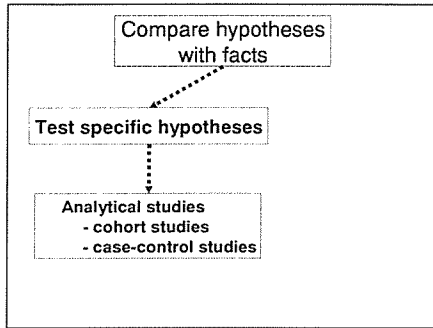 Compare hypotheses
with facts
Test specific hypotheses
Analytical studies
- cohort studies
- case-control studies